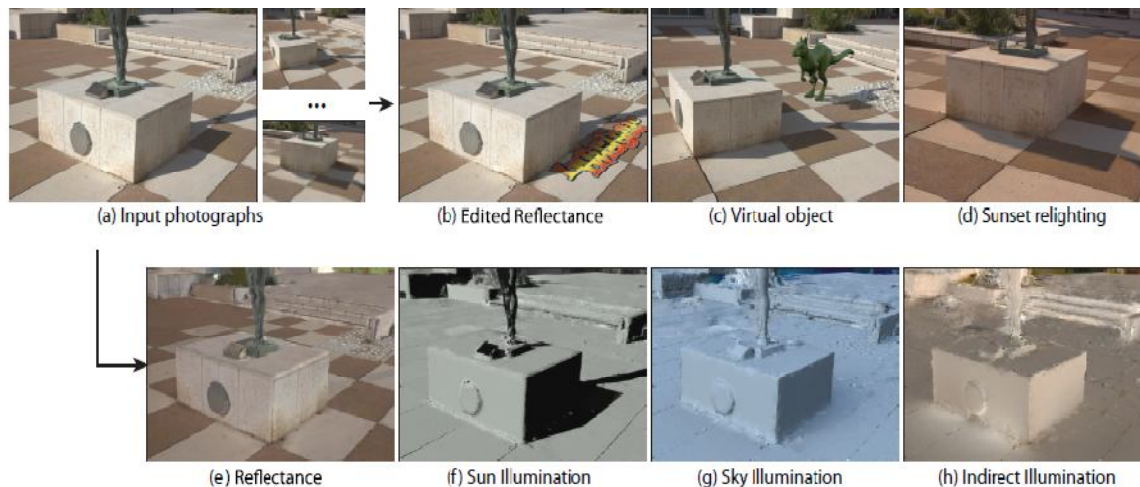 ...
(a) Input photographs
(b) Edited Reflectance
(c) Virtual object
(d) Sunset relighting
(e) Reflectance
(f) Sun Illumination
(g) Sky Illumination
(h) Indirect Illumination